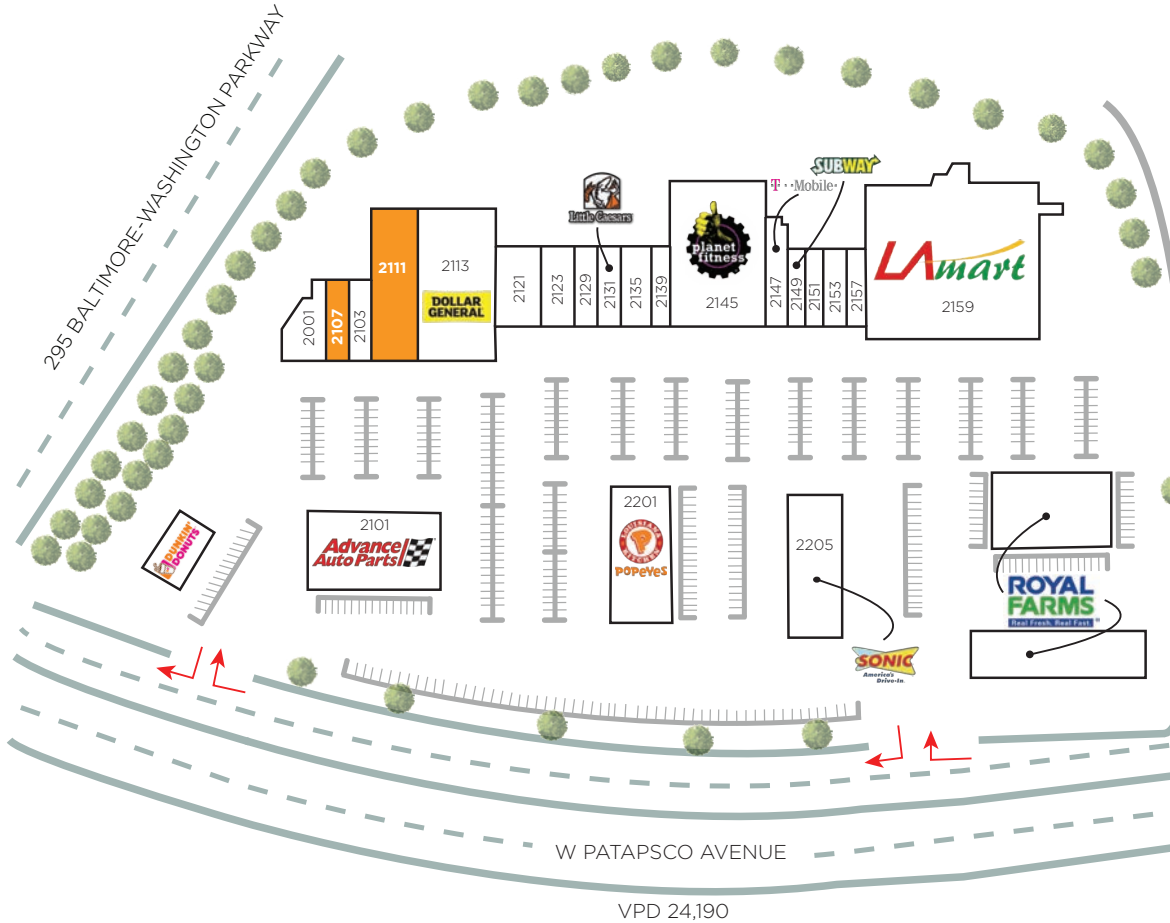 295 BALTIMORE-WASHINGTON PARKWAY
SUBWAY
T··Mobile·
Little Caesars
planet
fitness
LA mart
2001
2107
2103
2111
2113
DOLLAR
GENERAL
2121
2123
2129
2131
2135
2139
2145
2147
2149
2151
2153
2157
2159
DUNKIN'
DONUTS
2101
Advance
Auto Parts
2201
LOUISIANA
KITCHEN
POPEYES
2205
SONIC
America's
Drive-In.
ROYAL
FARMS
Real Fresh. Real Fast.
W PATAPSCO AVENUE
VPD 24,190